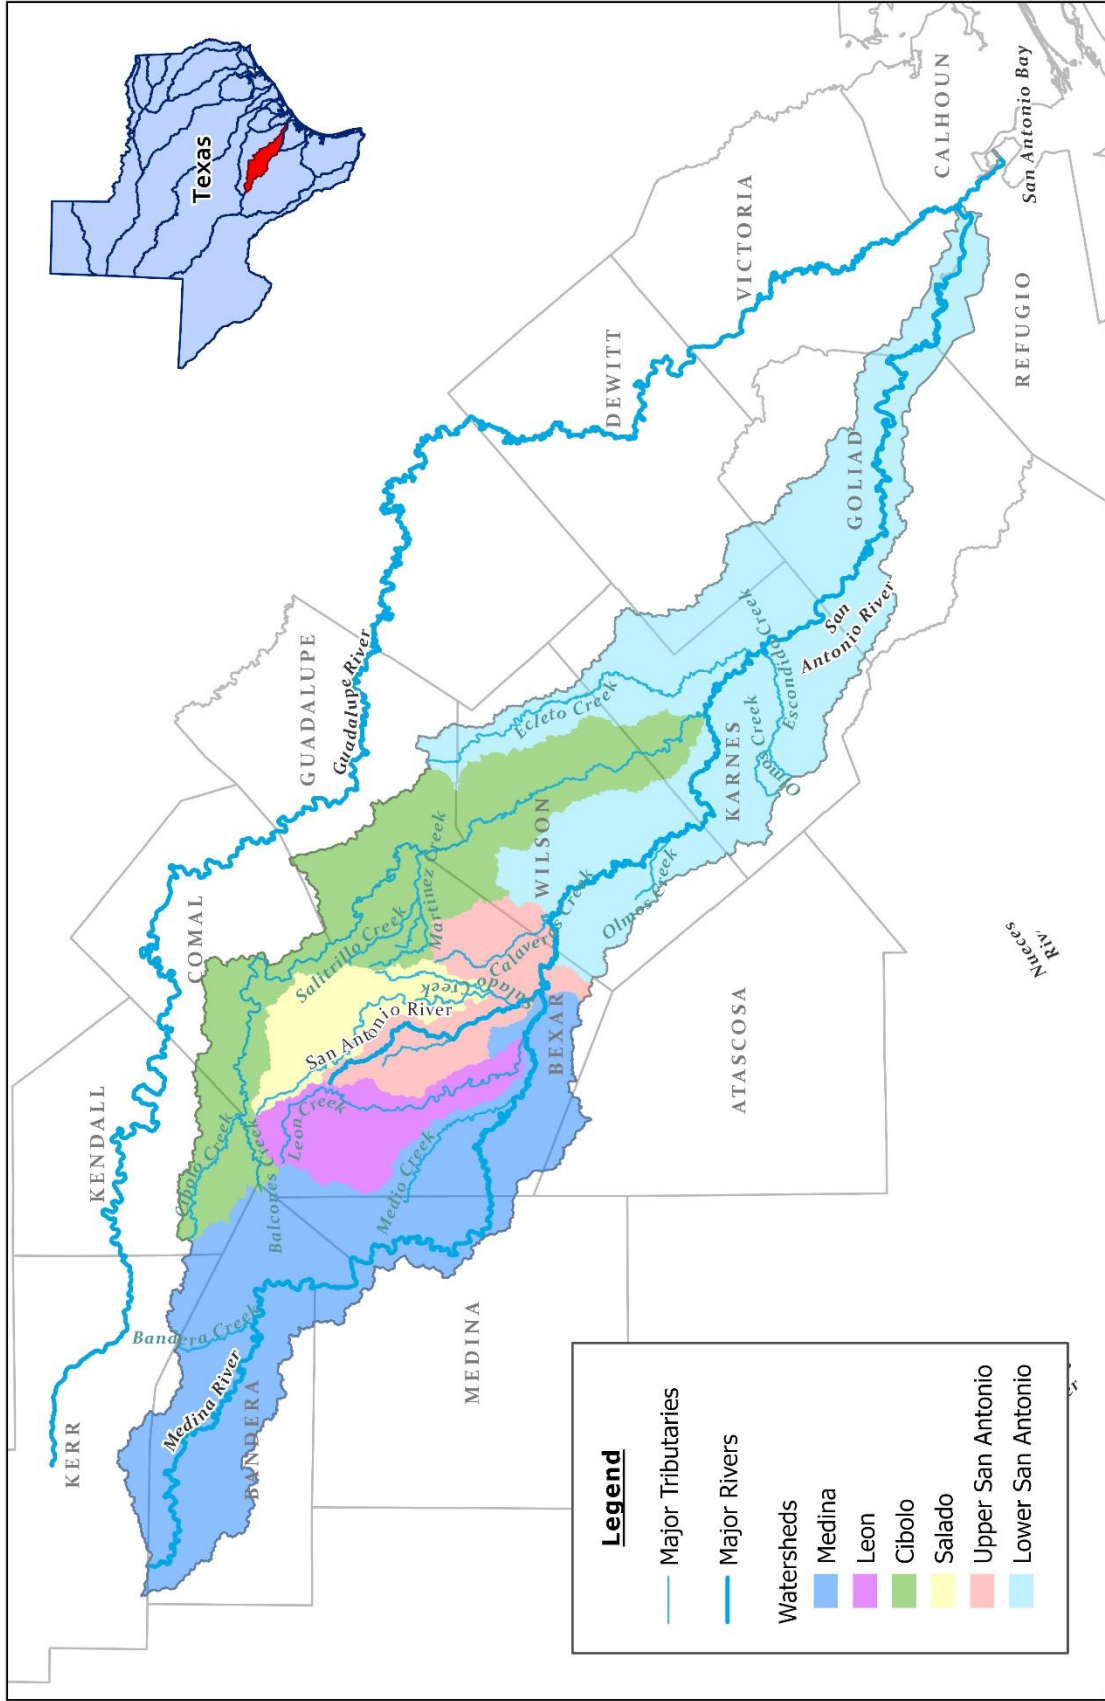 Texas
KERR
KENDALL
COMAL
GUADALUPE
Guadalupe River
DEWITT
VICTORIA
CALHOUN
San Antonio Bay
REFUGIO
GOLIAD
San
Antonio River
KARNES
Escondido Creek
Olmos Creek
Ecleto Creek
WILSON
Olmos Creek
Calaveras Creek
Martinez Creek
Salitrillo Creek
Salado Creek
San Antonio River
BEXAR
Leon Creek
Medio Creek
Balcones Creek
Cibolo Creek
Bandera Creek
Medina River
BANDERA
MEDINA
ATASCOSA
Nueces
Riv.
Legend
Major Tributaries
Major Rivers
Watersheds
Medina
Leon
Cibolo
Salado
Upper San Antonio
Lower San Antonio